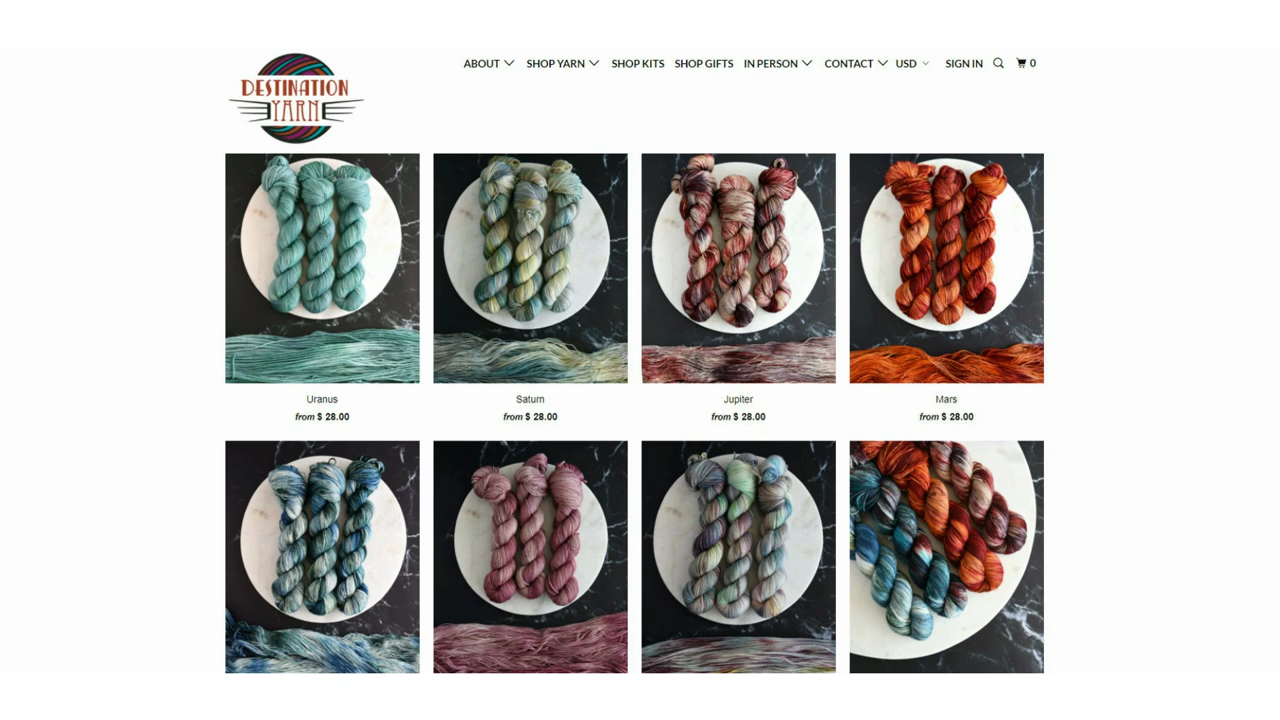 ABOUT SHOP YARN SHOP KITS SHOP GIFTS IN PERSON CONTACT USD SIGN IN 0
DESTINATION
YARN
Uranus Saturn Jupiter Mars
from $ 28.00 from $ 28.00 from $ 28.00 from $ 28.00